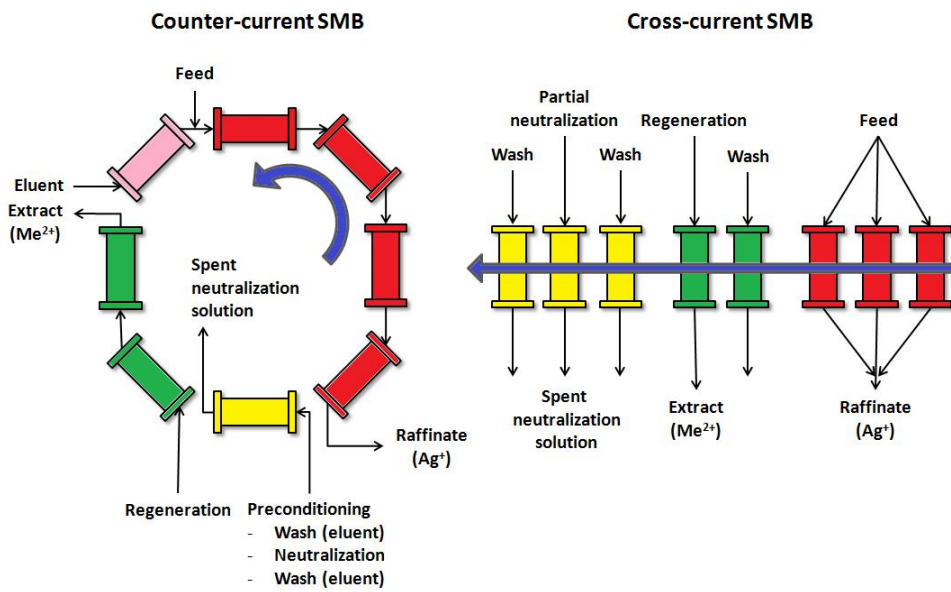 Counter-current SMB
Feed
Eluent
Extract
(Me²⁺)
Spent
neutralization
solution
Raffinate
(Ag⁺)
Regeneration
Preconditioning
- Wash (eluent)
- Neutralization
- Wash (eluent)
Cross-current SMB
Partial
neutralization
Regeneration
Feed
Wash
Wash
Wash
Spent
neutralization
solution
Extract
(Me²⁺)
Raffinate
(Ag⁺)